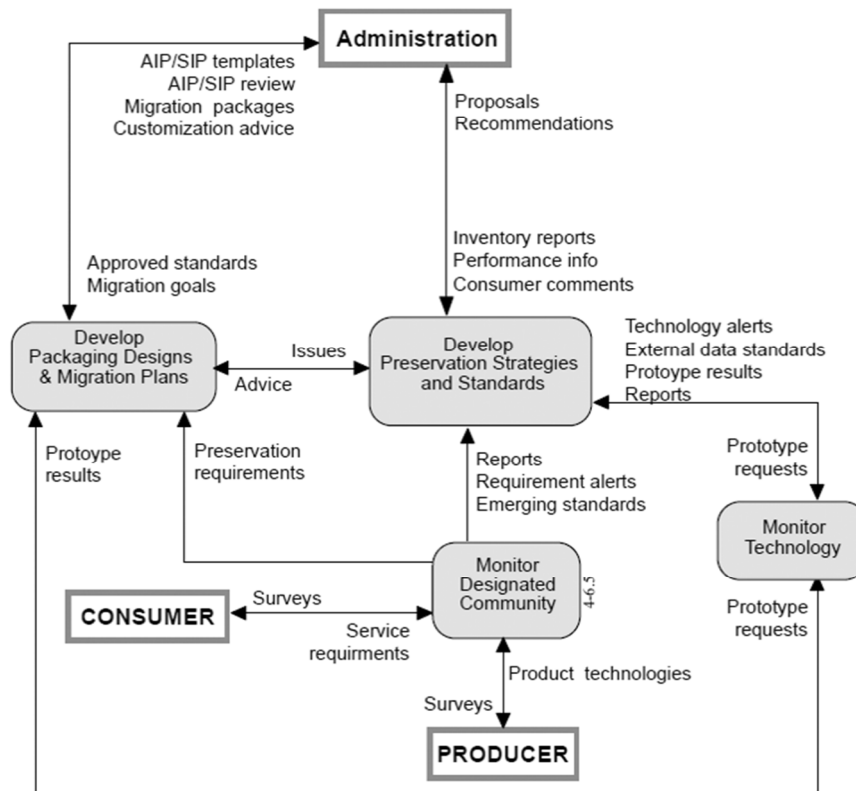 Administration
AIP/SIP templates
AIP/SIP review
Migration packages
Customization advice
Proposals
Recommendations
Approved standards
Migration goals
Inventory reports
Performance info
Consumer comments
Develop
Packaging Designs
& Migration Plans
Issues
Advice
Develop
Preservation Strategies
and Standards
Technology alerts
External data standards
Protoype results
Reports
Protoype
results
Preservation
requirements
Reports
Requirement alerts
Emerging standards
Prototype
requests
Monitor
Technology
Monitor
Designated
Community
4-6.5
CONSUMER
Surveys
Service
requirments
Prototype
requests
Product technologies
Surveys
PRODUCER